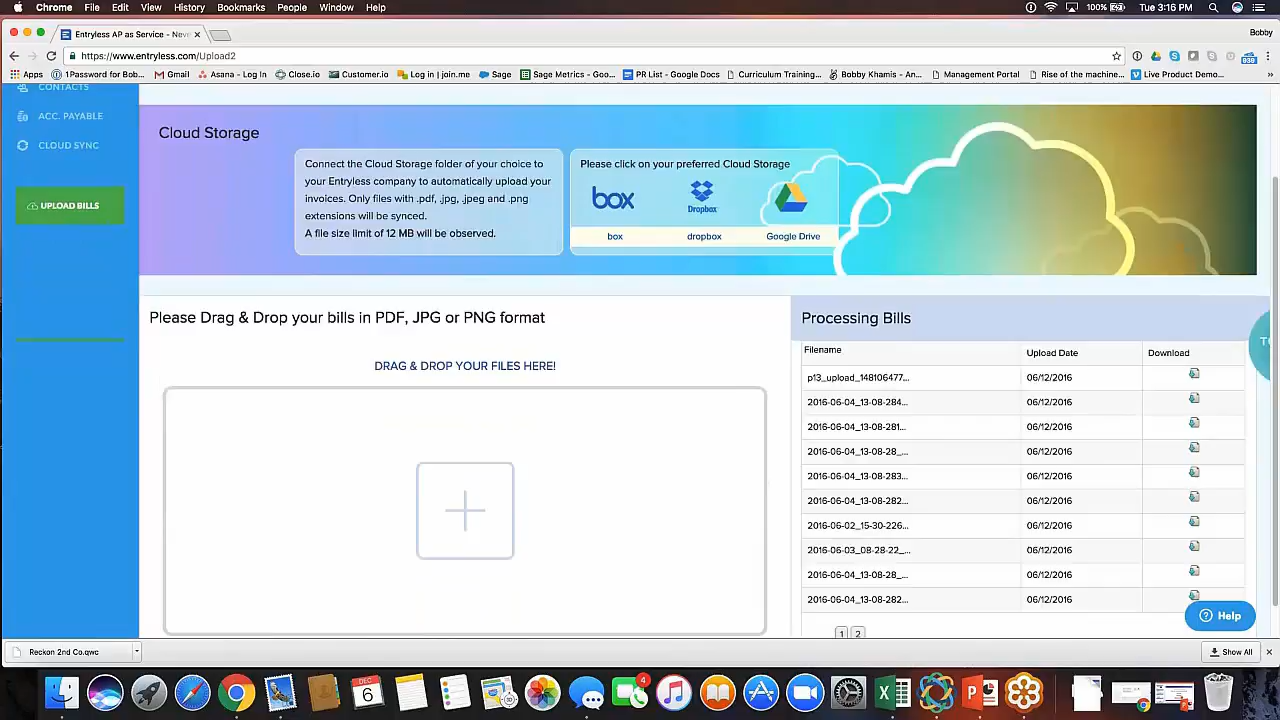 Chrome File Edit View History Bookmarks People Window Help 100% Tue 3:16 PM
Entryless AP as Service - Neve Bobby
https://www.entryless.com/Upload2
Apps 1Password for Bob... Gmail Asana - Log In Close.io Customer.io Log in | join.me Sage Sage Metrics - Goo... PR List - Google Docs Curriculum Training... Bobby Khamis - An... Management Portal Rise of the machine... Live Product Demo... »
CONTACTS
ACC. PAYABLE
CLOUD SYNC
UPLOAD BILLS
Cloud Storage
Connect the Cloud Storage folder of your choice to
your Entryless company to automatically upload your
invoices. Only files with .pdf, .jpg, .jpeg and .png
extensions will be synced.
A file size limit of 12 MB will be observed.
Please click on your preferred Cloud Storage
box Dropbox
box dropbox Google Drive
Please Drag & Drop your bills in PDF, JPG or PNG format
DRAG & DROP YOUR FILES HERE!
Processing Bills
Filename Upload Date Download
p13_upload_148106477... 06/12/2016
2016-06-04_13-08-284... 06/12/2016
2016-06-04_13-08-281... 06/12/2016
2016-06-04_13-08-28_... 06/12/2016
2016-06-04_13-08-283... 06/12/2016
2016-06-04_13-08-282... 06/12/2016
2016-06-02_15-30-226... 06/12/2016
2016-06-03_08-28-22_... 06/12/2016
2016-06-04_13-08-28_... 06/12/2016
2016-06-04_13-08-282... 06/12/2016
1 2
Help
Reckon 2nd Co.qwc Show All
DEC
6
4